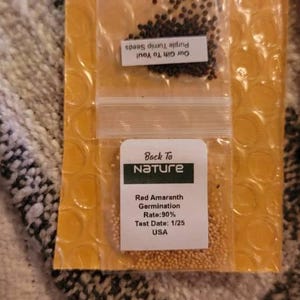 Our Gift To You!
Purple Turnip Seeds
Back To
NATURE
Red Amaranth
Germination
Rate:90%
Test Date: 1/25
USA